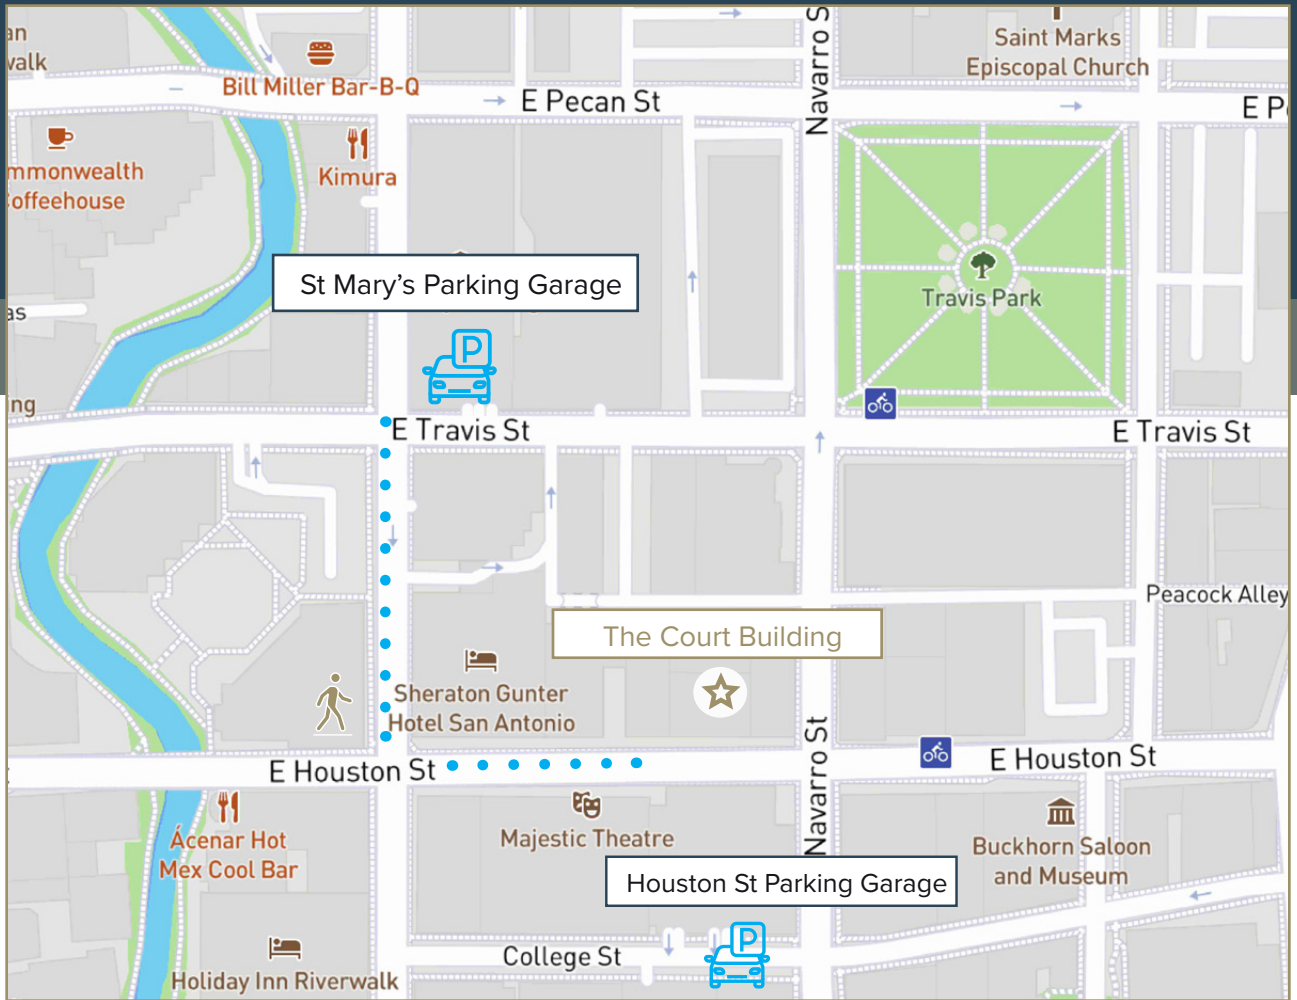 an
walk
Bill Miller Bar-B-Q
E Pecan St
Navarro S
Saint Marks
Episcopal Church
E P
mmonwealth
offeehouse
Kimura
St Mary's Parking Garage
Travis Park
as
ng
E Travis St
E Travis St
Peacock Alley
The Court Building
Sheraton Gunter
Hotel San Antonio
E Houston St
Navarro St
E Houston St
Ácenar Hot
Mex Cool Bar
Majestic Theatre
Buckhorn Saloon
and Museum
Houston St Parking Garage
P
P
College St
Holiday Inn Riverwalk